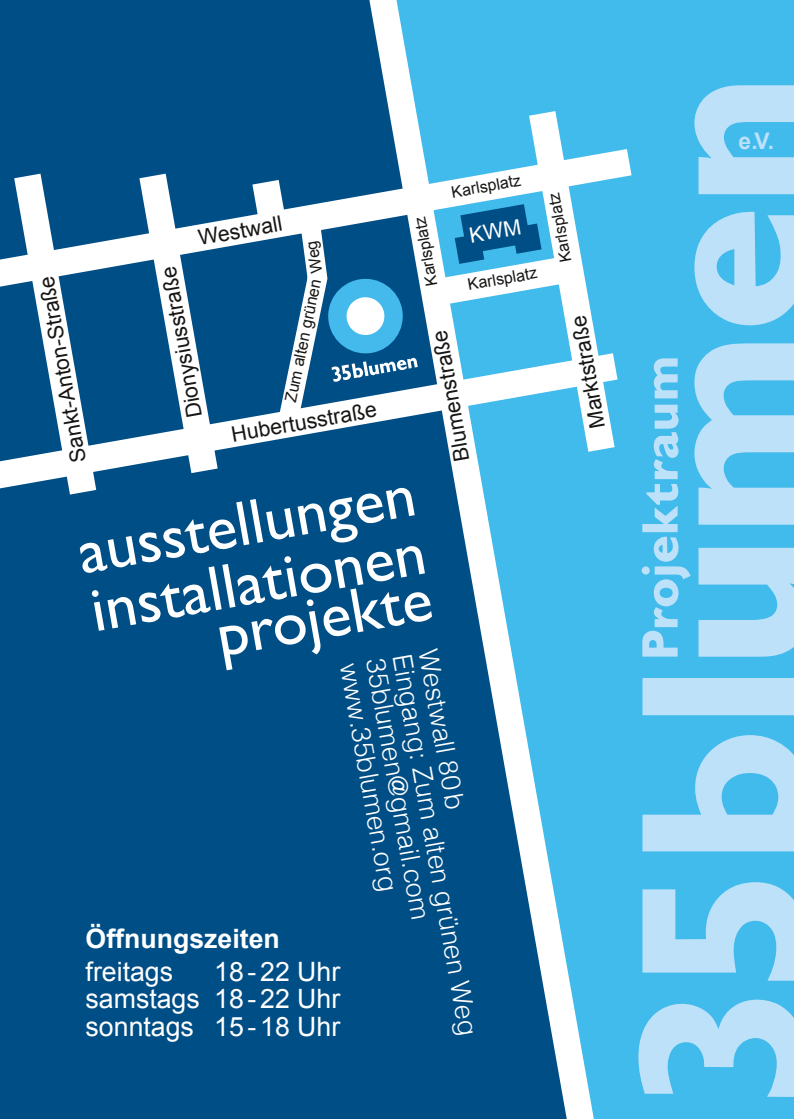 Projektraum
35blumen
e.V.
Karlsplatz
Westwall
Karlsplatz
KWM
Karlsplatz
Karlsplatz
Sankt-Anton-Straße
Dionysiusstraße
Zum alten grünen Weg
35blumen
Hubertusstraße
Blumenstraße
Marktstraße
ausstellungen
installationen
projekte
Westwall 80b
Eingang: Zum alten grünen Weg
35blumen@gmail.com
www.35blumen.org
Öffnungszeiten
freitags 18-22 Uhr
samstags 18-22 Uhr
sonntags 15-18 Uhr